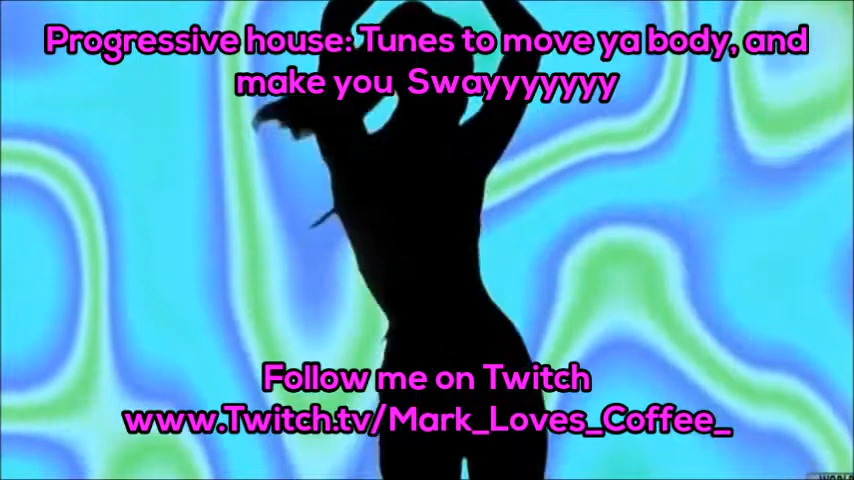 Progressive house: Tunes to move ya body, and
make you Swayyyyyyy
Follow me on Twitch
www.Twitch.tv/Mark_Loves_Coffee_